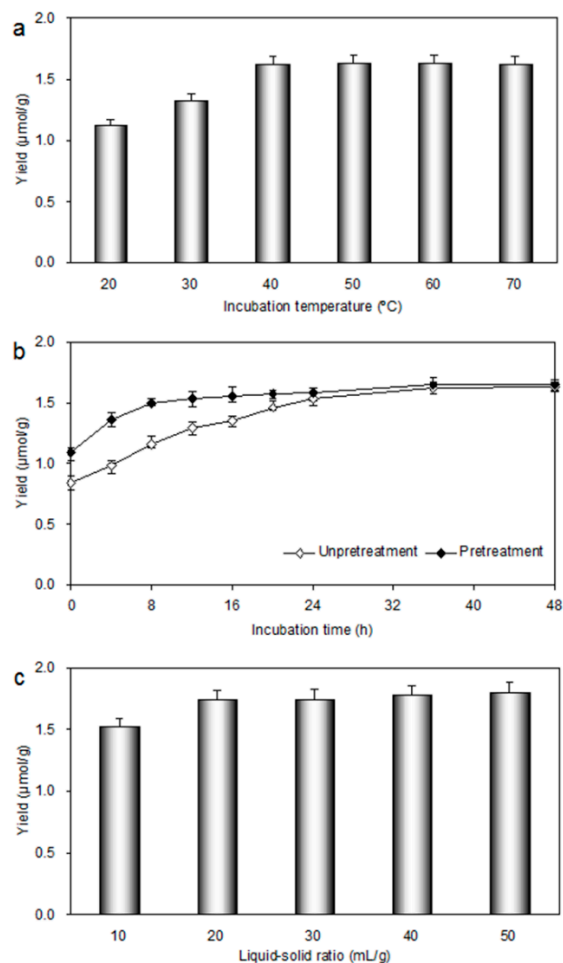 a
2.0
1.5
1.0
0.5
0.0
Yield (µmol/g)
20 30 40 50 60 70
Incubation temperature (°C)
b
2.0
1.5
1.0
0.5
0.0
Yield (µmol/g)
Unpretreatment Pretreatment
0 8 16 24 32 40 48
Incubation time (h)
c
2.0
1.5
1.0
0.5
0.0
Yield (µmol/g)
10 20 30 40 50
Liquid-solid ratio (mL/g)